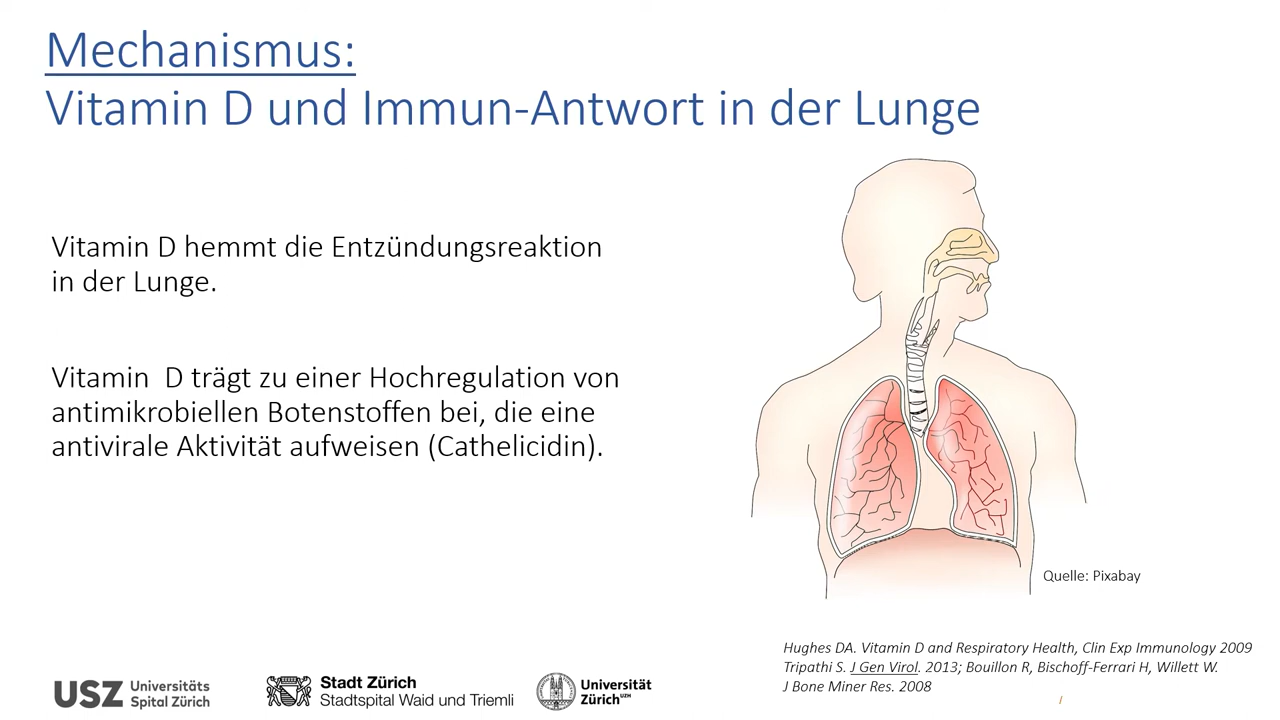 Mechanismus:
Vitamin D und Immun-Antwort in der Lunge
Vitamin D hemmt die Entzündungsreaktion
in der Lunge.
Vitamin  D trägt zu einer Hochregulation von
antimikrobiellen Botenstoffen bei, die eine
antivirale Aktivität aufweisen (Cathelicidin).
Quelle: Pixabay
Hughes DA. Vitamin D and Respiratory Health, Clin Exp Immunology 2009
Tripathi S. J Gen Virol. 2013; Bouillon R, Bischoff-Ferrari H, Willett W.
J Bone Miner Res. 2008
USZ Universitäts
Spital Zürich
Stadt Zürich
Stadtspital Waid und Triemli
Universität
Zürich UZH
/